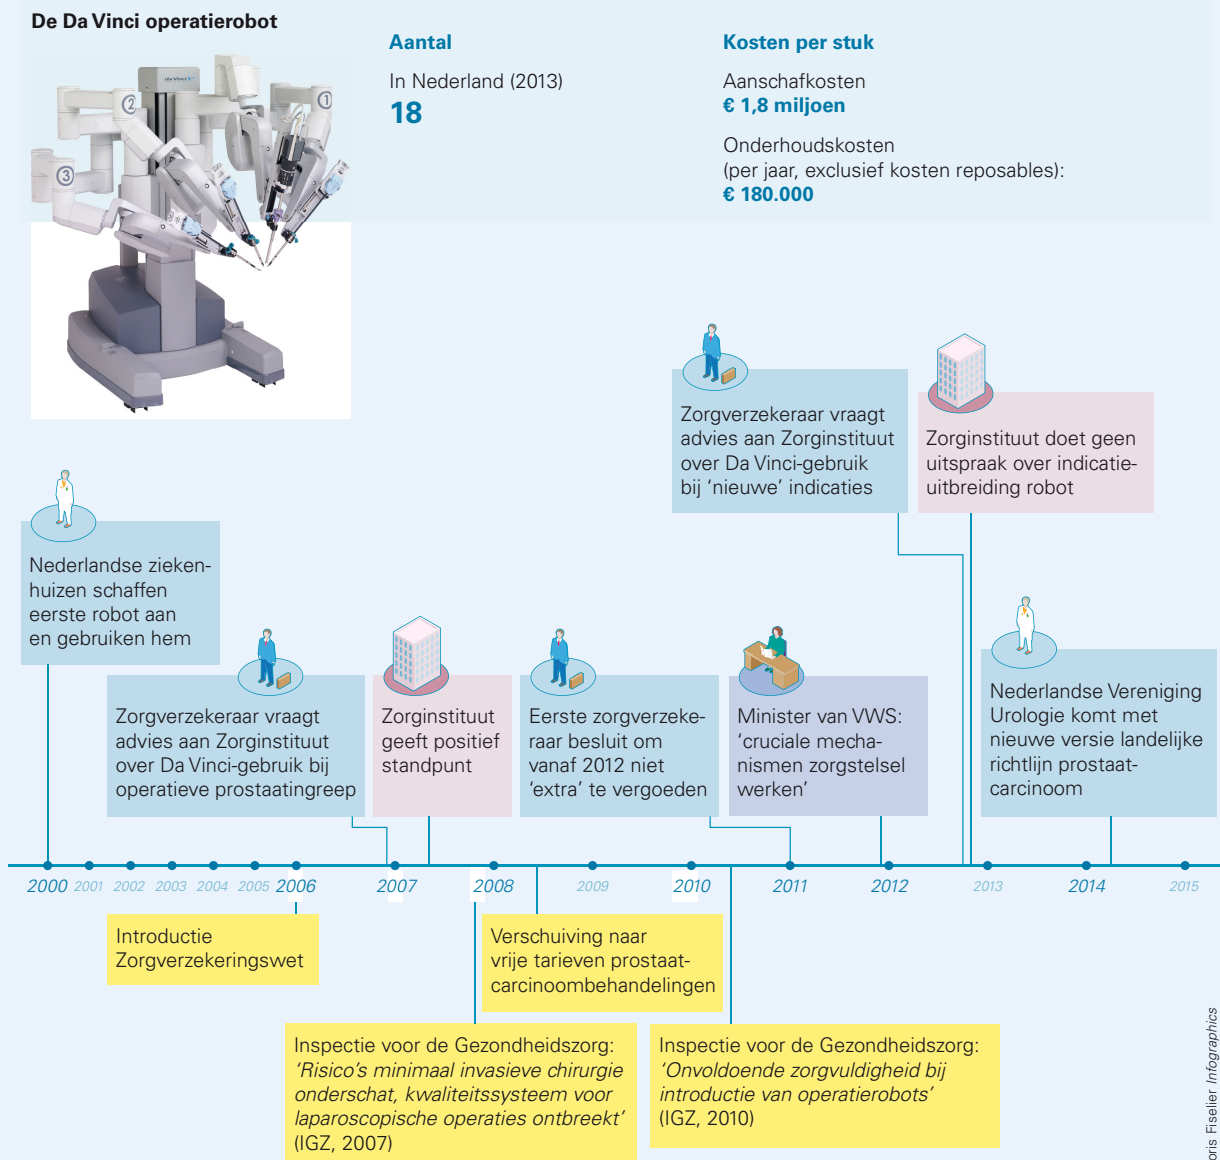 De Da Vinci operatierobot
da Vinci S
1
2
3
Aantal
In Nederland (2013)
18
Kosten per stuk
Aanschafkosten
€ 1,8 miljoen
Onderhoudskosten
(per jaar, exclusief kosten reposables):
€ 180.000
Zorgverzekeraar vraagt
advies aan Zorginstituut
over Da Vinci-gebruik
bij ‘nieuwe’ indicaties
Zorginstituut doet geen
uitspraak over indicatie-
uitbreiding robot
Nederlandse zieken-
huizen schaffen
eerste robot aan
en gebruiken hem
Zorgverzekeraar vraagt
advies aan Zorginstituut
over Da Vinci-gebruik bij
operatieve prostaatingreep
Zorginstituut
geeft positief
standpunt
Eerste zorgverzeke-
raar besluit om
vanaf 2012 niet
‘extra’ te vergoeden
Minister van VWS:
‘cruciale mecha-
nismen zorgstelsel
werken’
Nederlandse Vereniging
Urologie komt met
nieuwe versie landelijke
richtlijn prostaat-
carcinoom
2000 2001 2002 2003 2004 2005 2006 2007 2008 2009 2010 2011 2012 2013 2014 2015
Introductie
Zorgverzekeringswet
Verschuiving naar
vrije tarieven prostaat-
carcinoombehandelingen
Inspectie voor de Gezondheidszorg:
‘Risico’s minimaal invasieve chirurgie
onderschat, kwaliteitssysteem voor
laparoscopische operaties ontbreekt’
(IGZ, 2007)
Inspectie voor de Gezondheidszorg:
‘Onvoldoende zorgvuldigheid bij
introductie van operatierobots’
(IGZ, 2010)
oris Fiselier Infographics